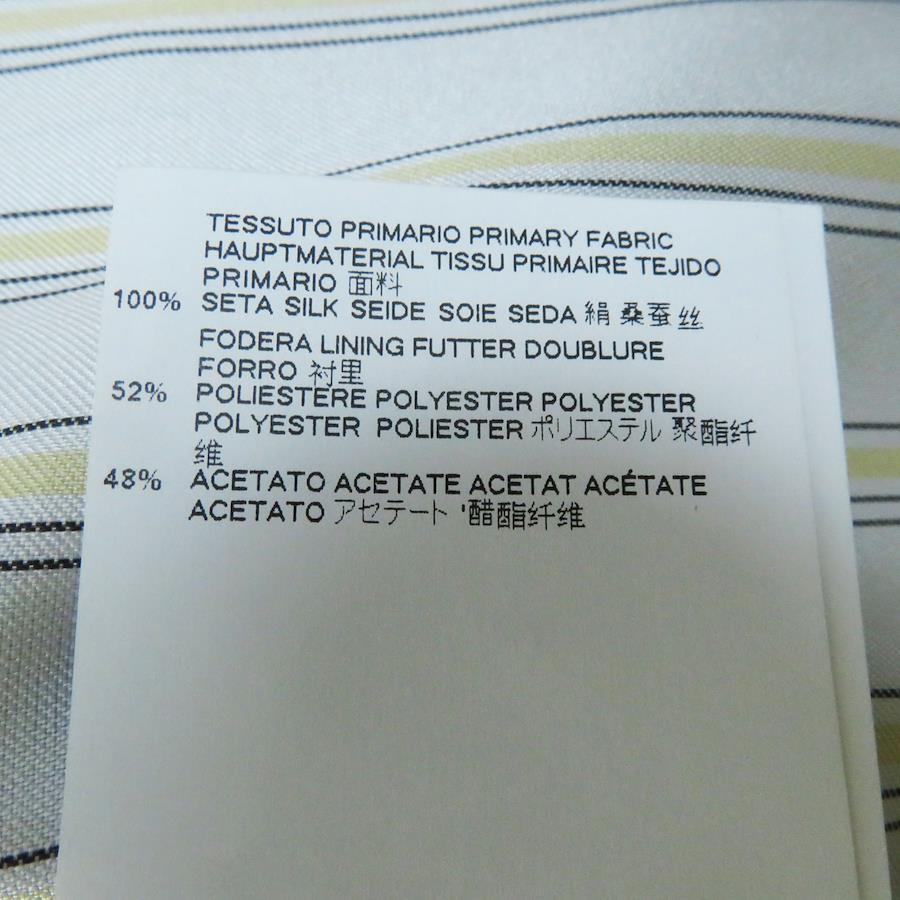 TESSUTO PRIMARIO PRIMARY FABRIC
HAUPTMATERIAL TISSU PRIMAIRE TEJIDO
PRIMARIO 面料
100% SETA SILK SEIDE SOIE SEDA 絹 桑蚕丝
FODERA LINING FUTTER DOUBLURE
FORRO 衬里
52% POLIESTERE POLYESTER POLYESTER
POLYESTER POLIESTER ポリエステル 聚酯纤
维
48% ACETATO ACETATE ACETAT ACÉTATE
ACETATO アセテート '醋酯纤维